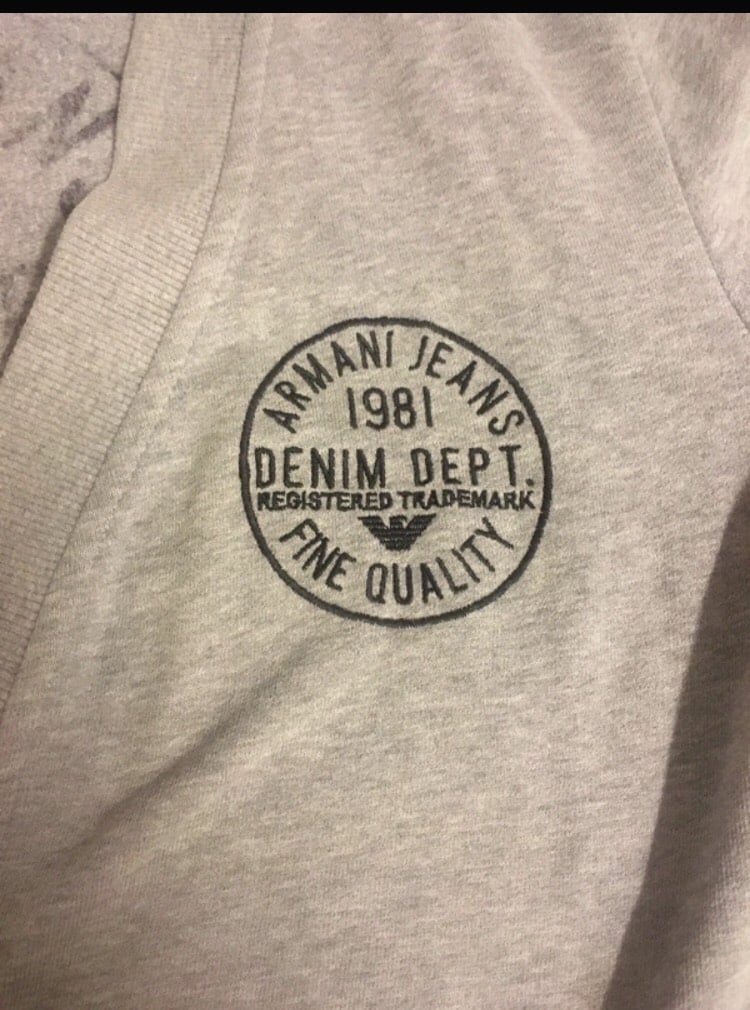 ARMANI JEANS
1981
DENIM DEPT.
REGISTERED TRADEMARK
FINE QUALITY